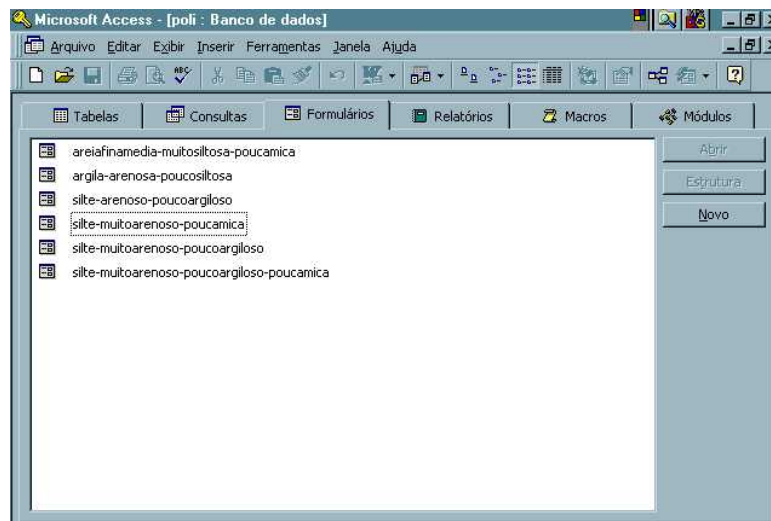 Microsoft Access - [poli : Banco de dados]
Arquivo Editar Exibir Inserir Ferramentas Janela Ajuda
Tabelas Consultas Formulários Relatórios Macros Módulos
areiafinamedia-muitosiltosa-poucamica
argila-arenosa-poucosiltosa
silte-arenoso-poucoargiloso
silte-muitoarenoso-poucamica
silte-muitoarenoso-poucoargiloso
silte-muitoarenoso-poucoargiloso-poucamica
Abrir
Estrutura
Novo